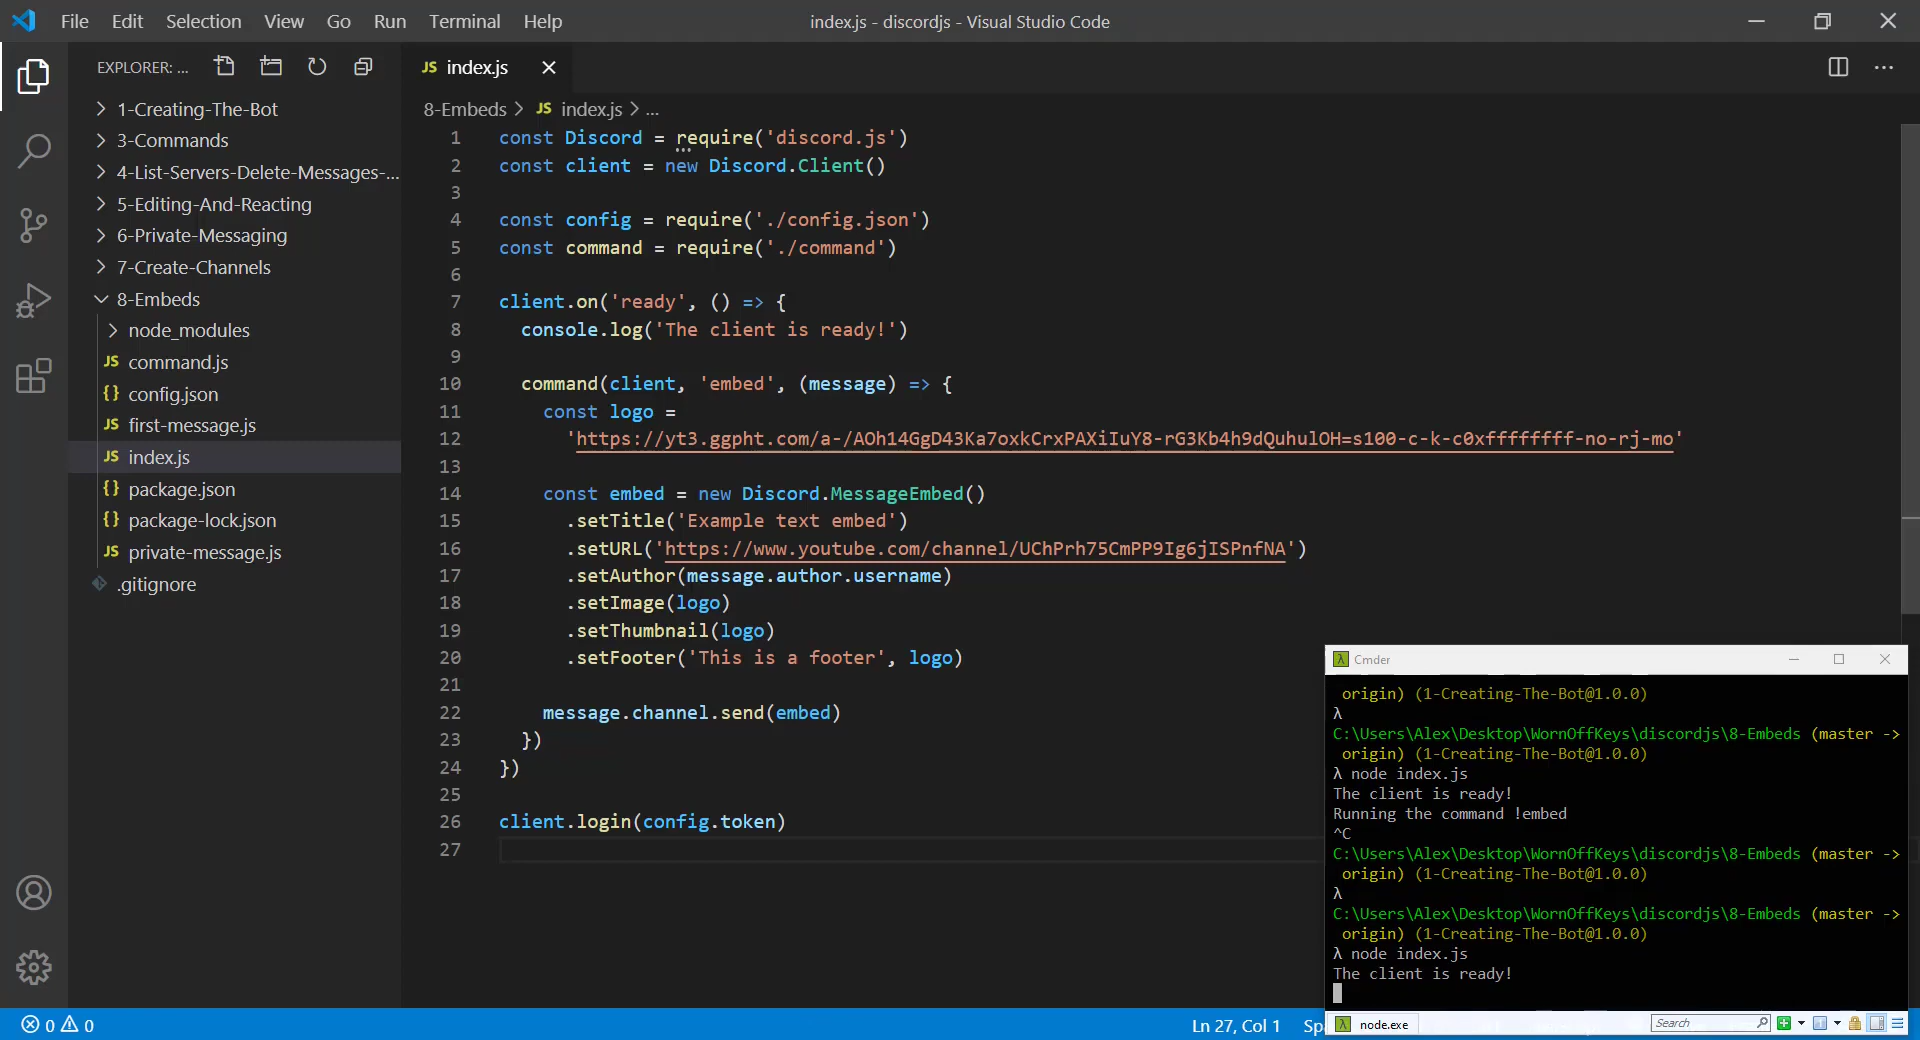 File Edit Selection View Go Run Terminal Help
index.js - discordjs - Visual Studio Code
EXPLORER: ...
1-Creating-The-Bot
3-Commands
4-List-Servers-Delete-Messages-...
5-Editing-And-Reacting
6-Private-Messaging
7-Create-Channels
8-Embeds
node_modules
JS command.js
{} config.json
JS first-message.js
JS index.js
{} package.json
{} package-lock.json
JS private-message.js
.gitignore
JS index.js
8-Embeds > JS index.js > ...
1 const Discord = require('discord.js')
2 const client = new Discord.Client()
3
4 const config = require('./config.json')
5 const command = require('./command')
6
7 client.on('ready', () => {
8 console.log('The client is ready!')
9
10 command(client, 'embed', (message) => {
11 const logo =
12 'https://yt3.ggpht.com/a-/AOh14GgD43Ka7oxkCrxPAXiIuY8-rG3Kb4h9dQuhulOH=s100-c-k-c0xffffffff-no-rj-mo'
13
14 const embed = new Discord.MessageEmbed()
15 .setTitle('Example text embed')
16 .setURL('https://www.youtube.com/channel/UChPrh75CmPP9Ig6jISPnfNA')
17 .setAuthor(message.author.username)
18 .setImage(logo)
19 .setThumbnail(logo)
20 .setFooter('This is a footer', logo)
21
22 message.channel.send(embed)
23 })
24 })
25
26 client.login(config.token)
27
Cmder
origin) (1-Creating-The-Bot@1.0.0)
λ
C:\Users\Alex\Desktop\WornOffKeys\discordjs\8-Embeds (master ->
origin) (1-Creating-The-Bot@1.0.0)
λ node index.js
The client is ready!
Running the command !embed
^C
C:\Users\Alex\Desktop\WornOffKeys\discordjs\8-Embeds (master ->
origin) (1-Creating-The-Bot@1.0.0)
λ
C:\Users\Alex\Desktop\WornOffKeys\discordjs\8-Embeds (master ->
origin) (1-Creating-The-Bot@1.0.0)
λ node index.js
The client is ready!
node.exe
Search
0 0
Ln 27, Col 1